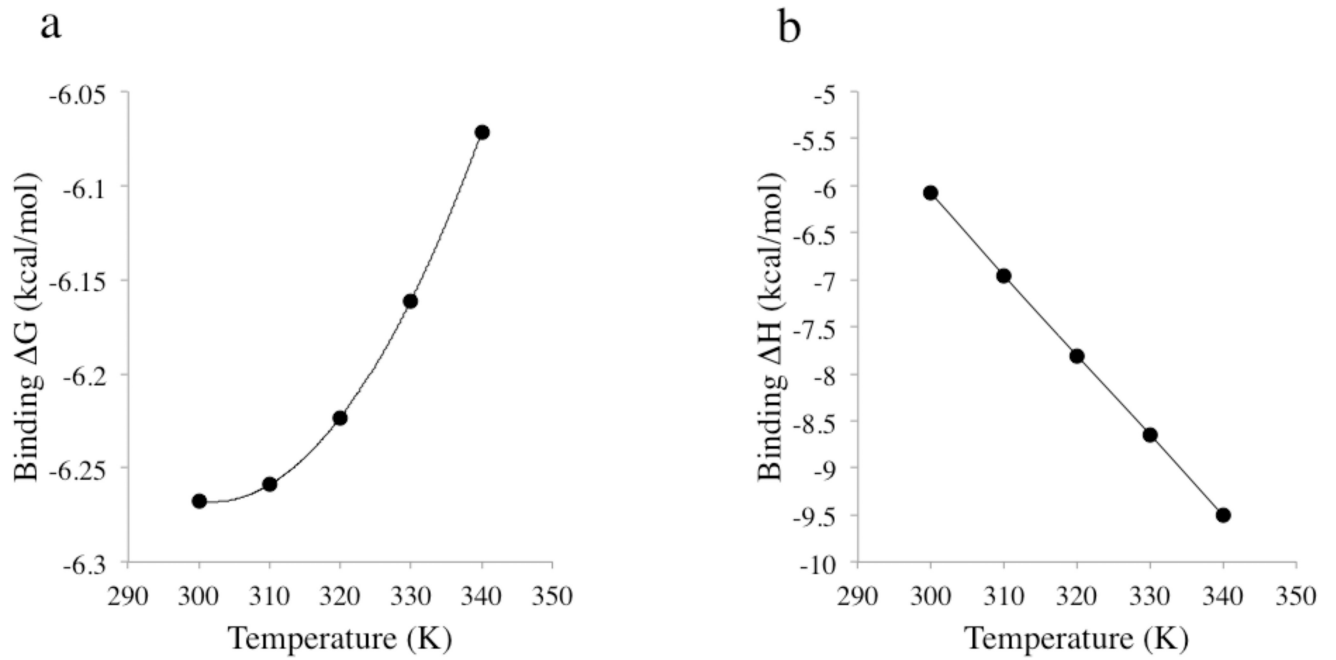 a
-6.05
-6.1
-6.15
-6.2
-6.25
-6.3
290 300 310 320 330 340 350
Temperature (K)
Binding ΔG (kcal/mol)
b
-5
-5.5
-6
-6.5
-7
-7.5
-8
-8.5
-9
-9.5
-10
290 300 310 320 330 340 350
Temperature (K)
Binding ΔH (kcal/mol)